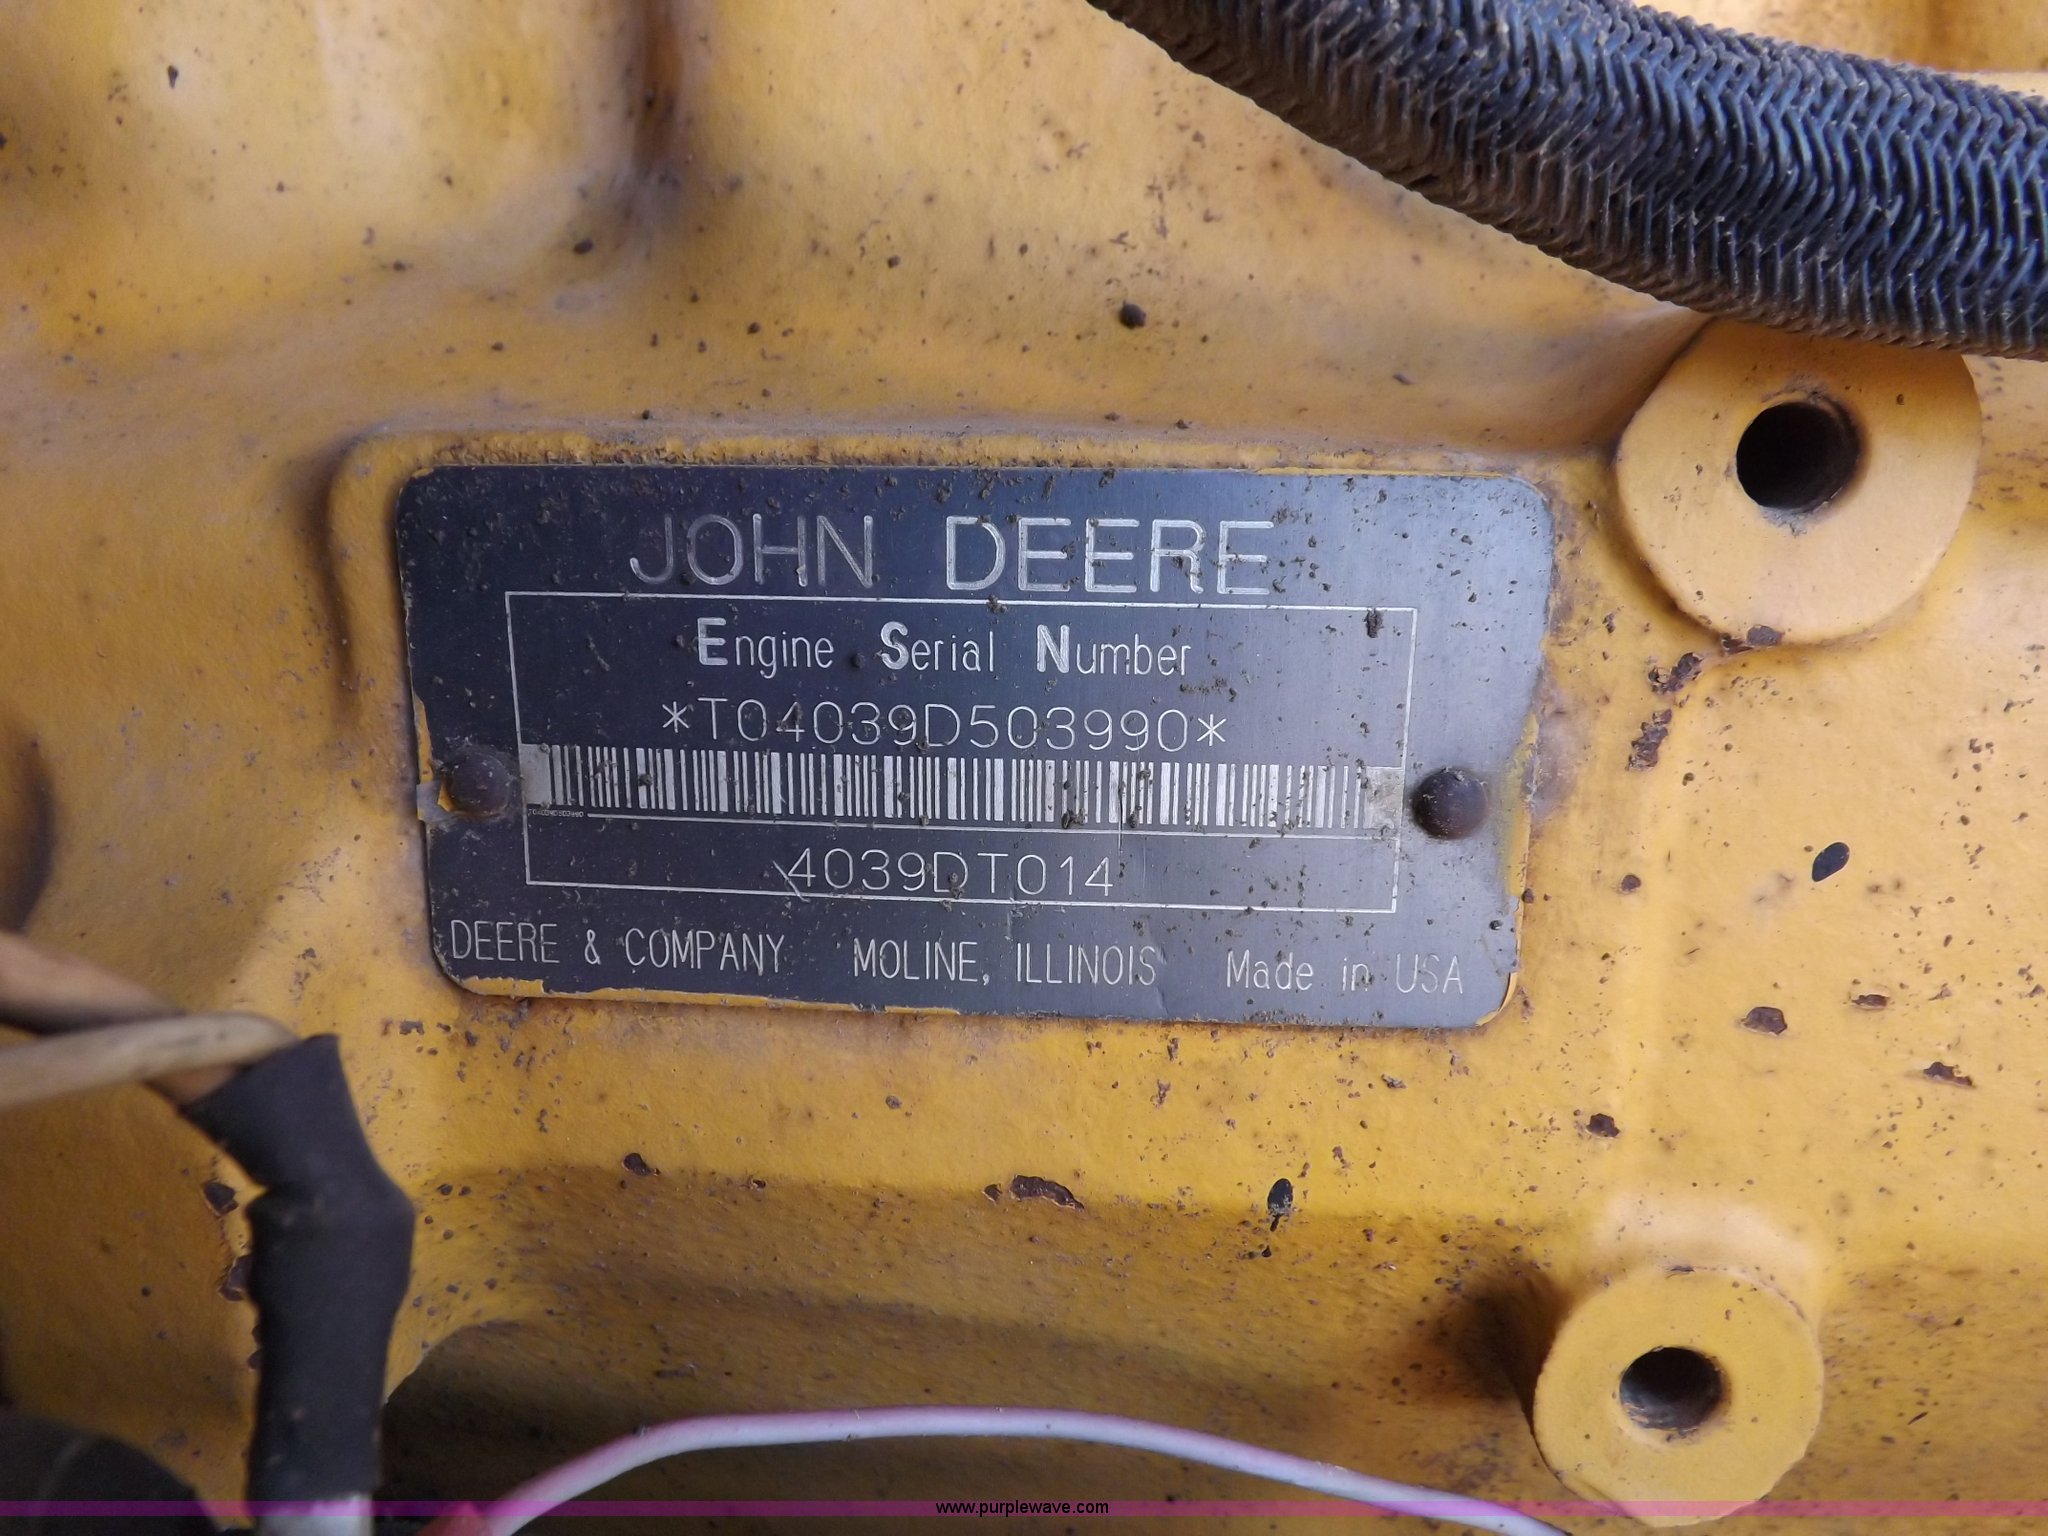 JOHN DEERE
Engine Serial Number
*T04039D503990*
4039DT014
DEERE & COMPANY MOLINE, ILLINOIS Made in USA
www.purplewave.com